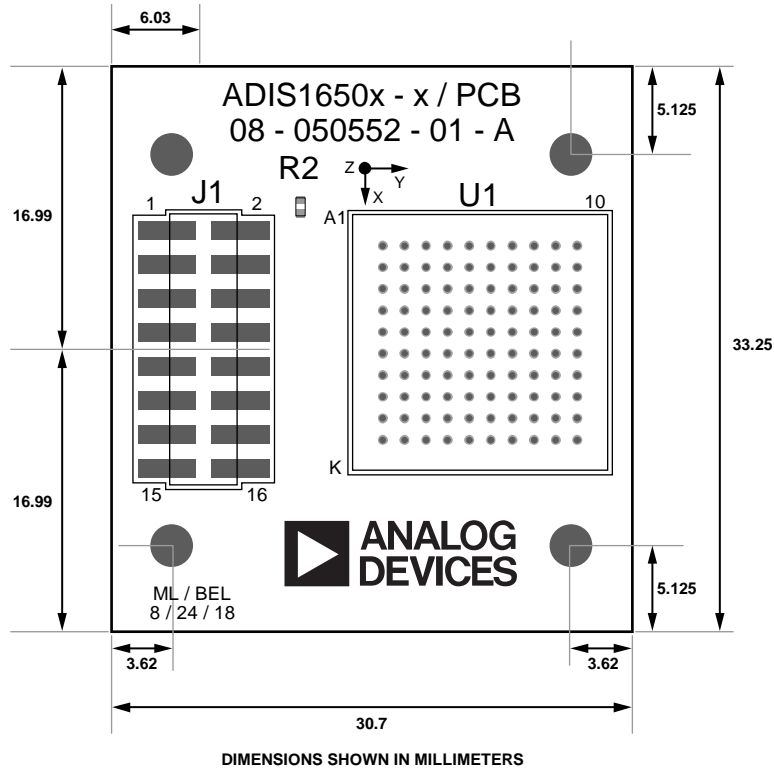 6.03
ADIS1650x - x / PCB
08 - 050552 - 01 - A
5.125
R2
Z
Y
X
J1
U1
1
2
A1
10
16.99
33.25
K
15
16
16.99
ANALOG
DEVICES
5.125
ML / BEL
8 / 24 / 18
3.62
3.62
30.7
DIMENSIONS SHOWN IN MILLIMETERS